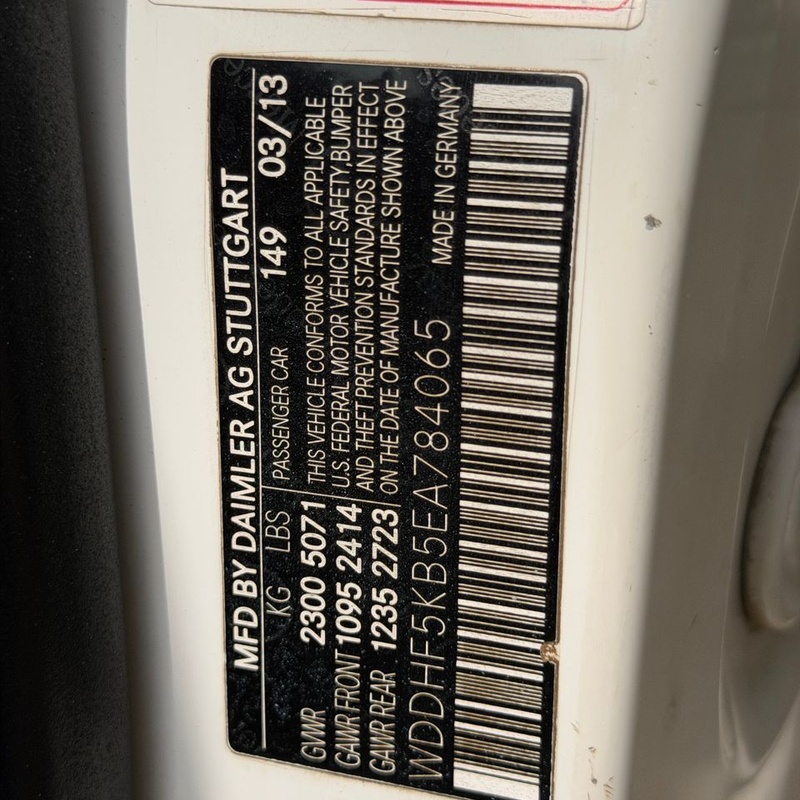 MFD BY DAIMLER AG STUTTGART
KG LBS PASSENGER CAR 149 03/13
GVWR 2300 5071 THIS VEHICLE CONFORMS TO ALL APPLICABLE
GAWR FRONT 1095 2414 U.S. FEDERAL MOTOR VEHICLE SAFETY, BUMPER
GAWR REAR 1235 2723 AND THEFT PREVENTION STANDARDS IN EFFECT
ON THE DATE OF MANUFACTURE SHOWN ABOVE
WDDHF5KB5EA784065 MADE IN GERMANY